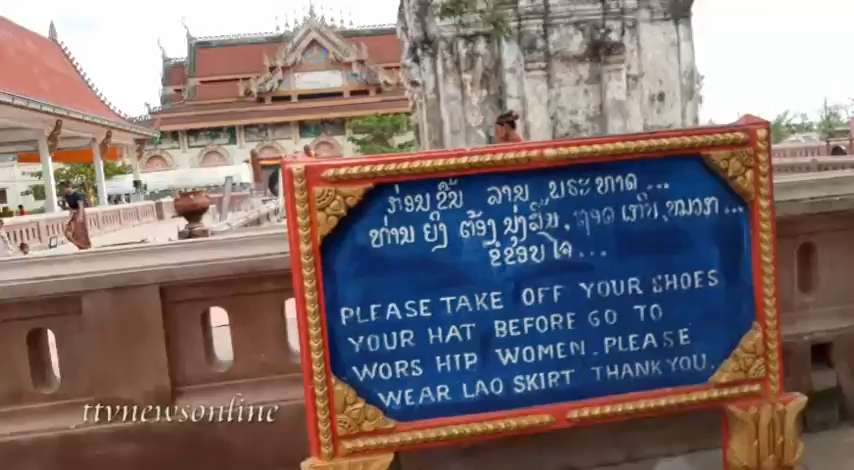 ກ່ອນ ຂຶ້ນ ລານ ພຣະທາດ...
ທ່ານ ຍິງ ຕ້ອງ ນຸ່ງສິ້ນ, ຖອດ ເກີບ, ໝວກ...
ຂໍຂອບໃຈ...
PLEASE TAKE OFF YOUR SHOES
YOUR HAT BEFORE GO TO
WORS HIP WOMEN. PLEASE
WEAR LAO SKIRT. THANK YOU.
ttvnewsonline